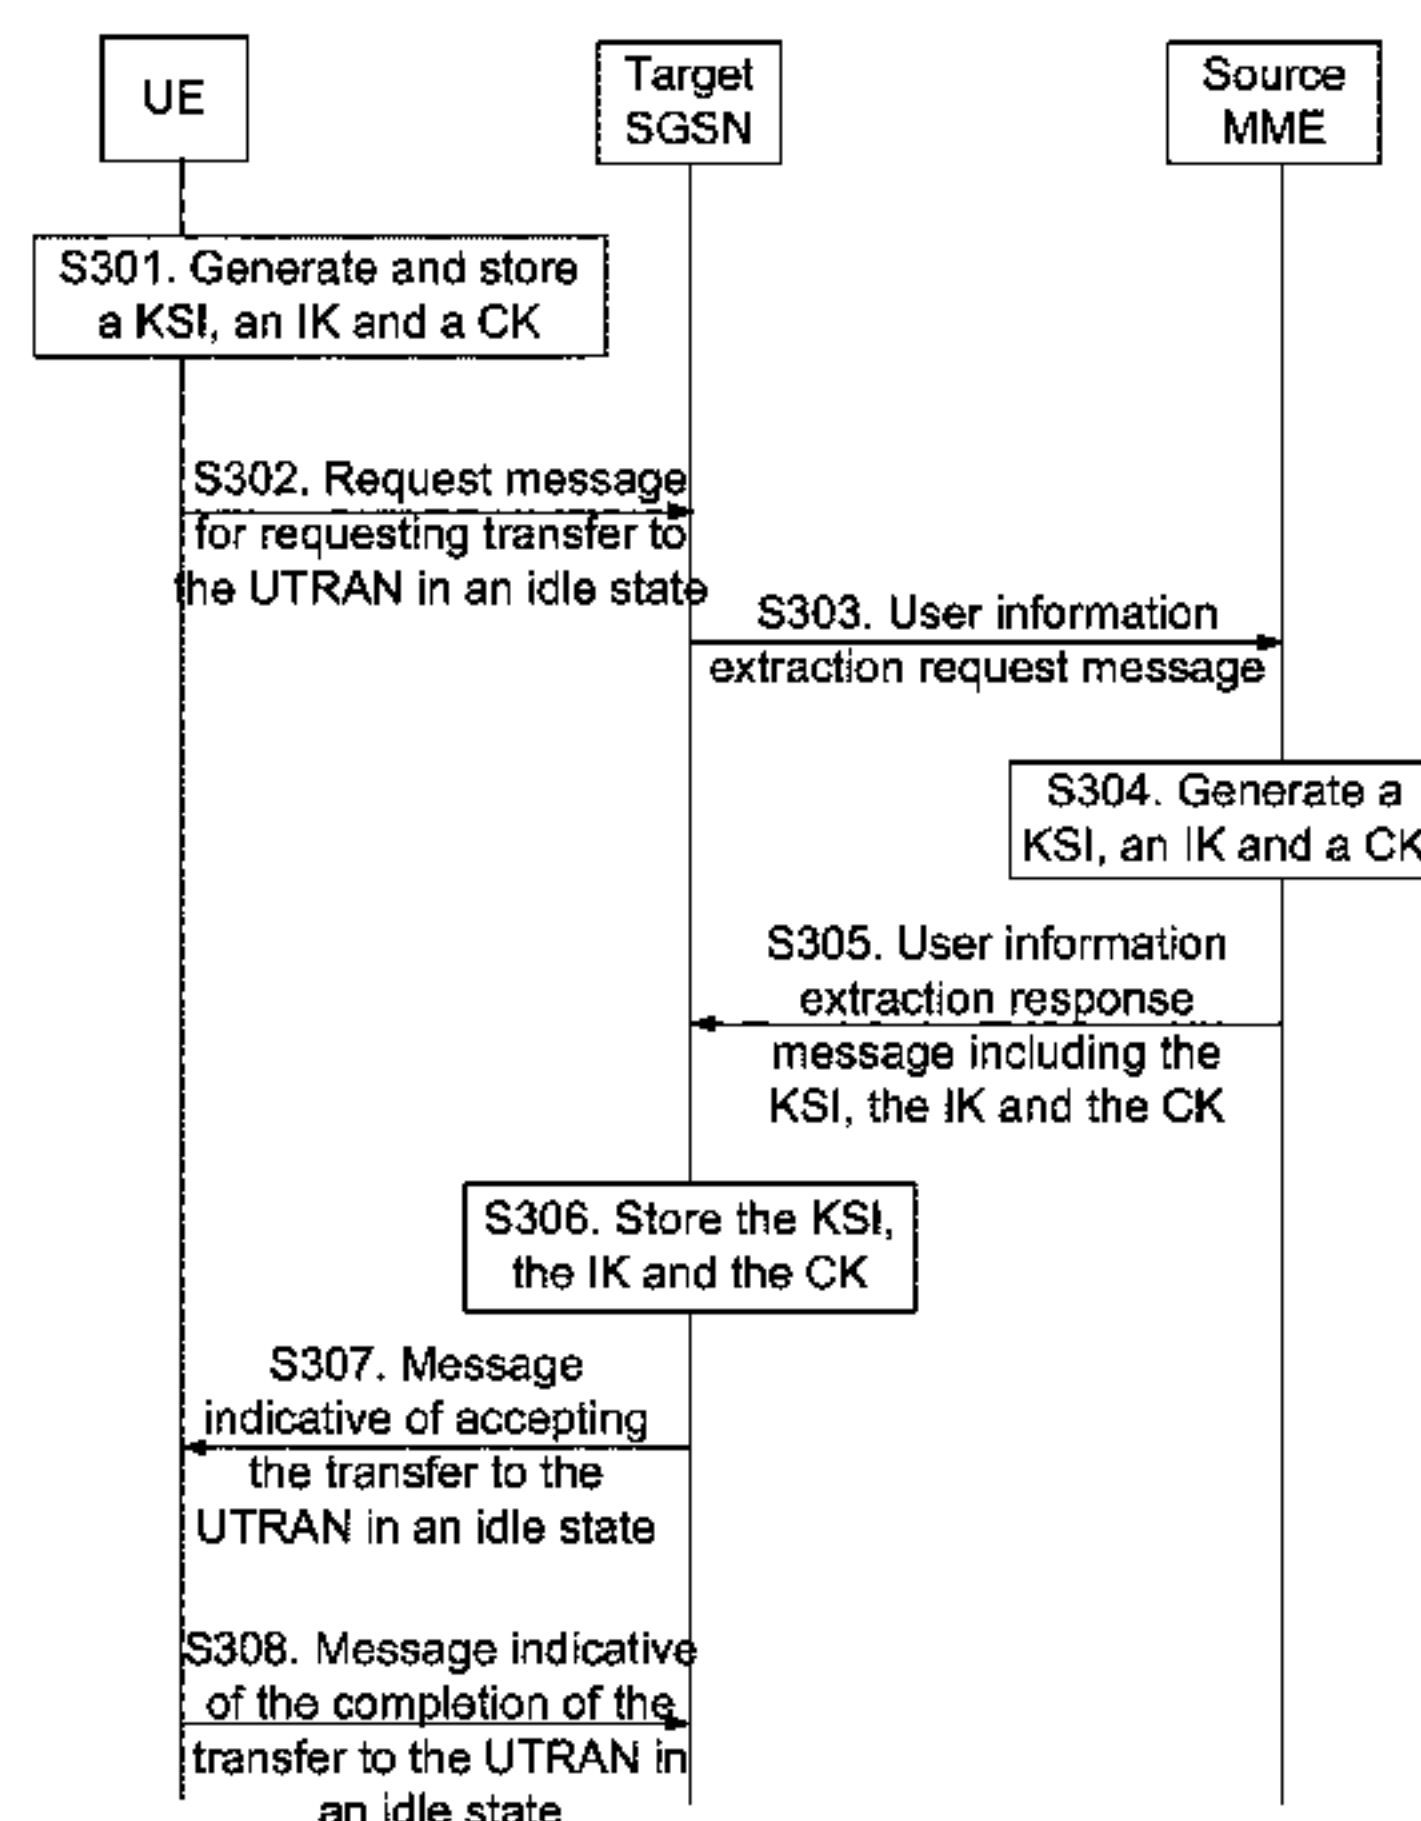 UE
Target
SGSN
Source
MME
S301. Generate and store
a KSI, an IK and a CK
S302. Request message
for requesting transfer to
the UTRAN in an idle state
S303. User information
extraction request message
S304. Generate a
KSI, an IK and a CK
S305. User information
extraction response
message including the
KSI, the IK and the CK
S306. Store the KSI,
the IK and the CK
S307. Message
indicative of accepting
the transfer to the
UTRAN in an idle state
S308. Message indicative
of the completion of the
transfer to the UTRAN in
an idle state